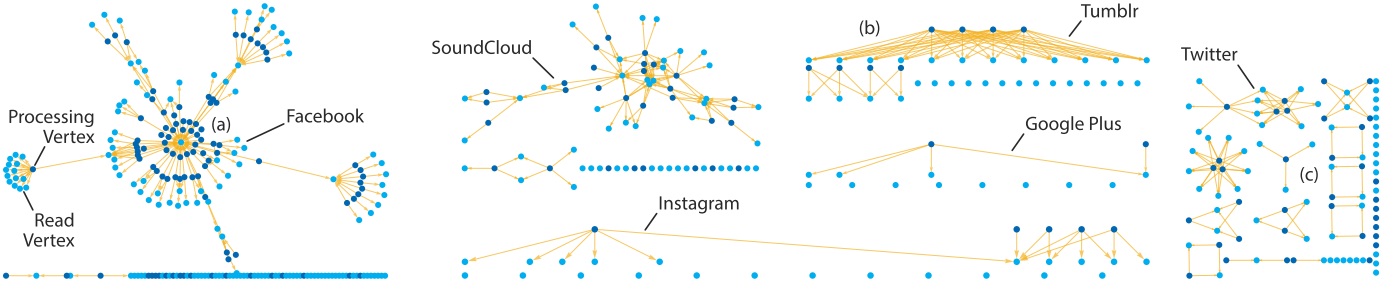 Processing
Vertex
(a)
Facebook
Read
Vertex
SoundCloud
Instagram
(b)
Tumblr
Google Plus
Twitter
(c)